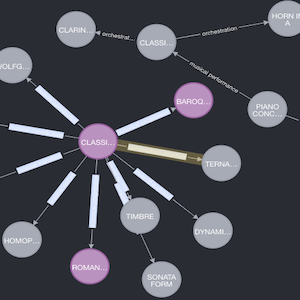 HORN IN
A
CLARIN...
orchestrat...
CLASSI...
orchestration
WOLFG...
musical performance
BAROQ...
PIANO
CONC...
CLASSI...
TERNA...
TIMBRE
DYNAMI...
HOMOP...
ROMAN...
SONATA
FORM